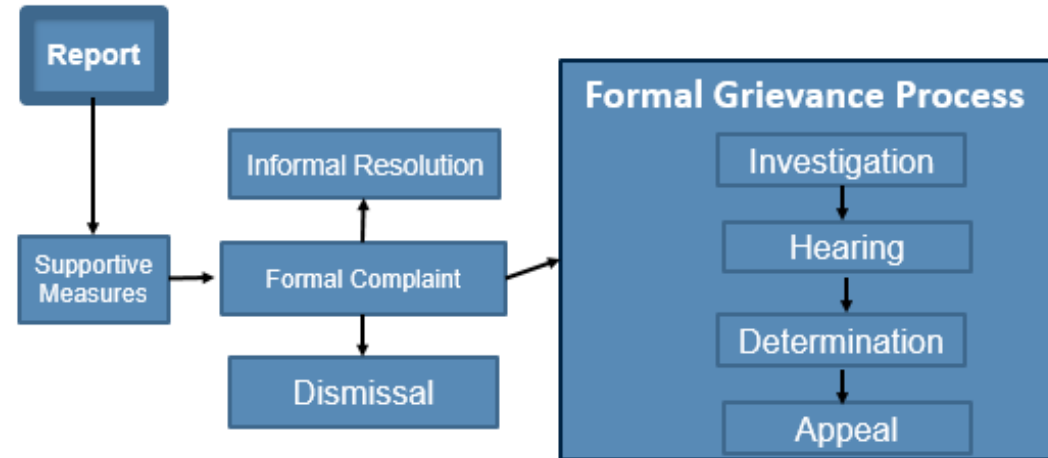 Report
Supportive
Measures
Informal Resolution
Formal Complaint
Dismissal
Formal Grievance Process
Investigation
Hearing
Determination
Appeal